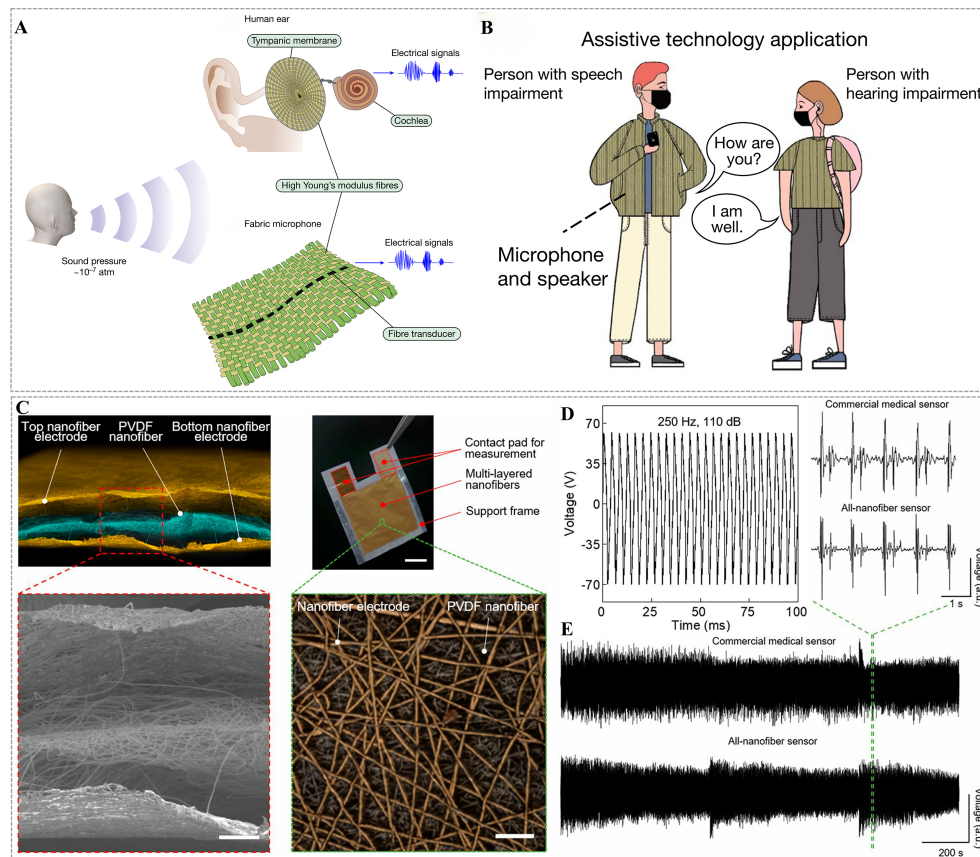 A
Human ear
Tympanic membrane
Electrical signals
Cochlea
High Young's modulus fibres
Fabric microphone
Electrical signals
Sound pressure
~10⁻⁷ atm
Fibre transducer
B
Assistive technology application
Person with speech
impairment
Person with
hearing impairment
How are
you?
I am
well.
Microphone
and speaker
C
Top nanofiber
electrode
PVDF
nanofiber
Bottom nanofiber
electrode
Contact pad for
measurement
Multi-layered
nanofibers
Support frame
Nanofiber electrode
PVDF nanofiber
D
250 Hz, 110 dB
Voltage (V)
70
35
0
-35
-70
0
25
50
75
100
Time (ms)
Commercial medical sensor
All-nanofiber sensor
1 s
E
Commercial medical sensor
All-nanofiber sensor
200 s